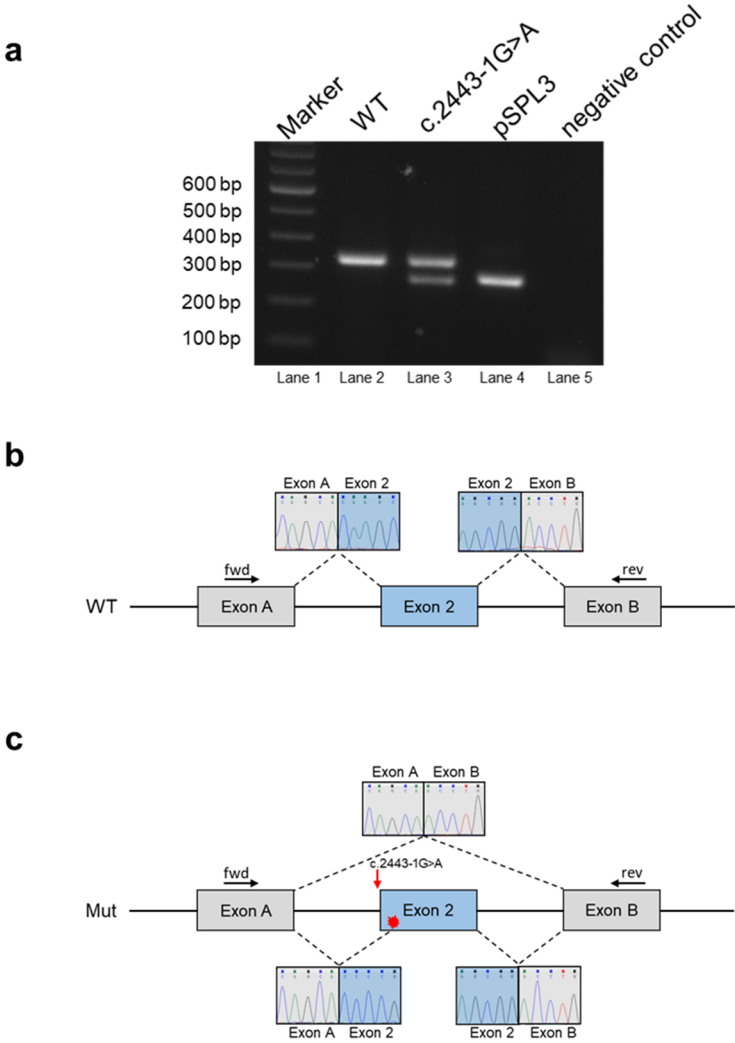 a
Marker WT c.2443-1G>A pSPL3 negative control
600 bp
500 bp
400 bp
300 bp
200 bp
100 bp
Lane 1 Lane 2 Lane 3 Lane 4 Lane 5
b
Exon A Exon 2 Exon 2 Exon B
fwd rev
WT Exon A Exon 2 Exon B
c
Exon A Exon B
c.2443-1G>A
fwd rev
Mut Exon A Exon 2 Exon B
Exon A Exon 2 Exon 2 Exon B